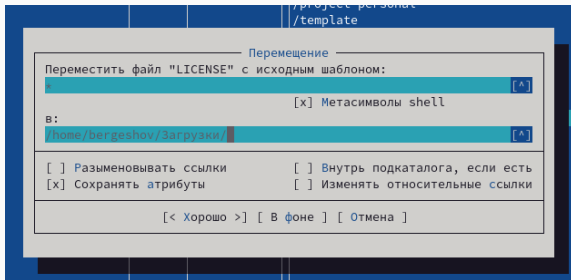 /project personal
/template
Перемещение
Переместить файл "LICENSE" с исходным шаблоном:
[^]
[x] Метасимволы shell
в:
/home/bergeshov/Загрузки/ [^]
[ ] Разыменовывать ссылки [ ] Внутрь подкаталога, если есть
[x] Сохранять атрибуты [ ] Изменять относительные ссылки
[< Хорошо >] [ В фоне ] [ Отмена ]